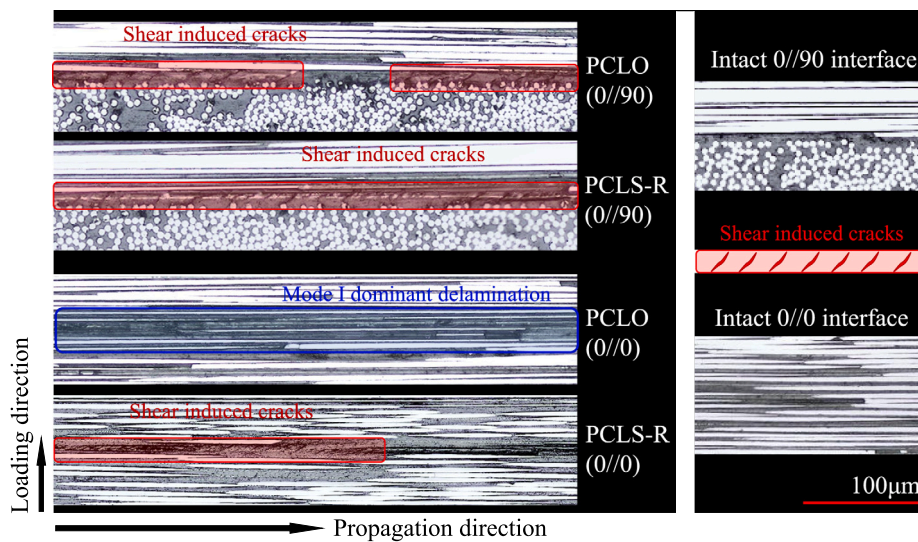 Shear induced cracks
PCLO
(0//90)
Shear induced cracks
PCLS-R
(0//90)
Mode I dominant delamination
PCLO
(0//0)
Shear induced cracks
PCLS-R
(0//0)
Loading direction
Propagation direction
Intact 0//90 interface
Shear induced cracks
Intact 0//0 interface
100μm